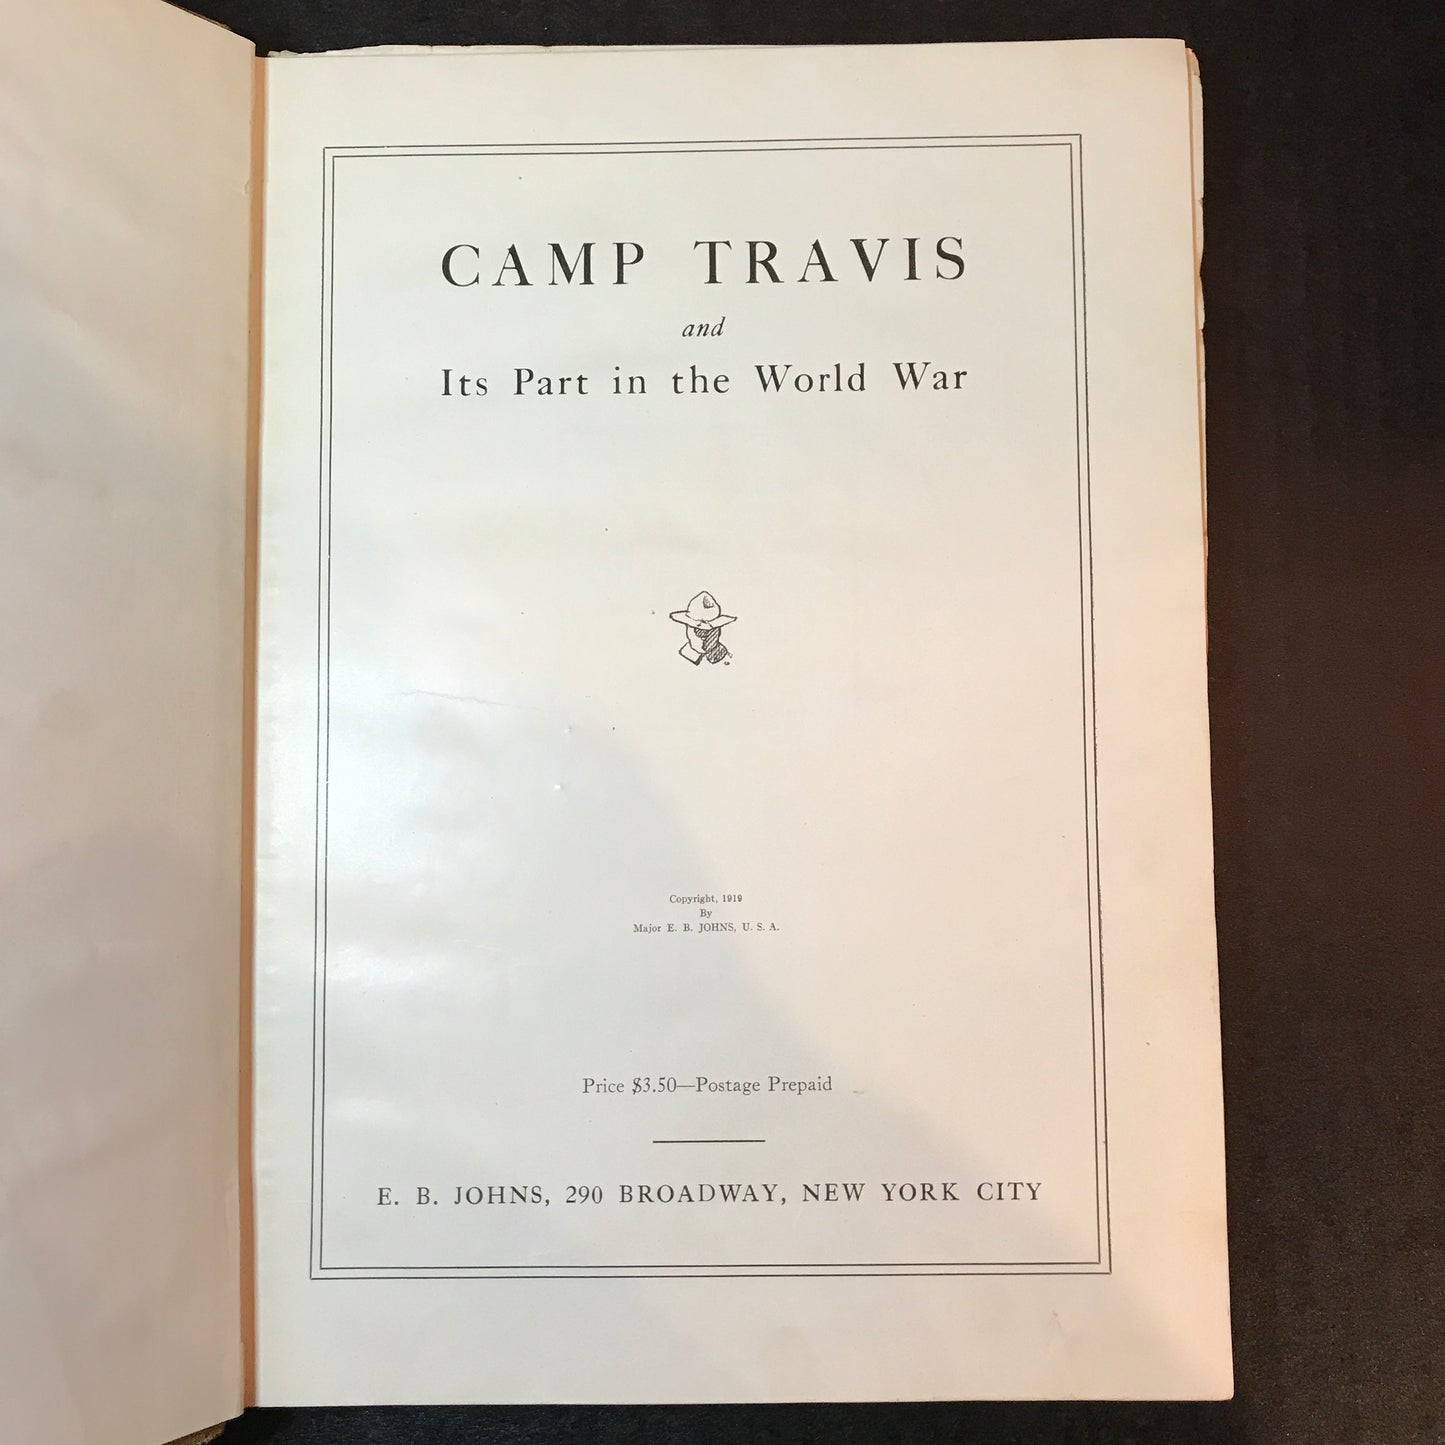 CAMP TRAVIS
and
Its Part in the World War
Copyright, 1919
By
Major E. B. JOHNS, U. S. A.
Price $3.50—Postage Prepaid
E. B. JOHNS, 290 BROADWAY, NEW YORK CITY